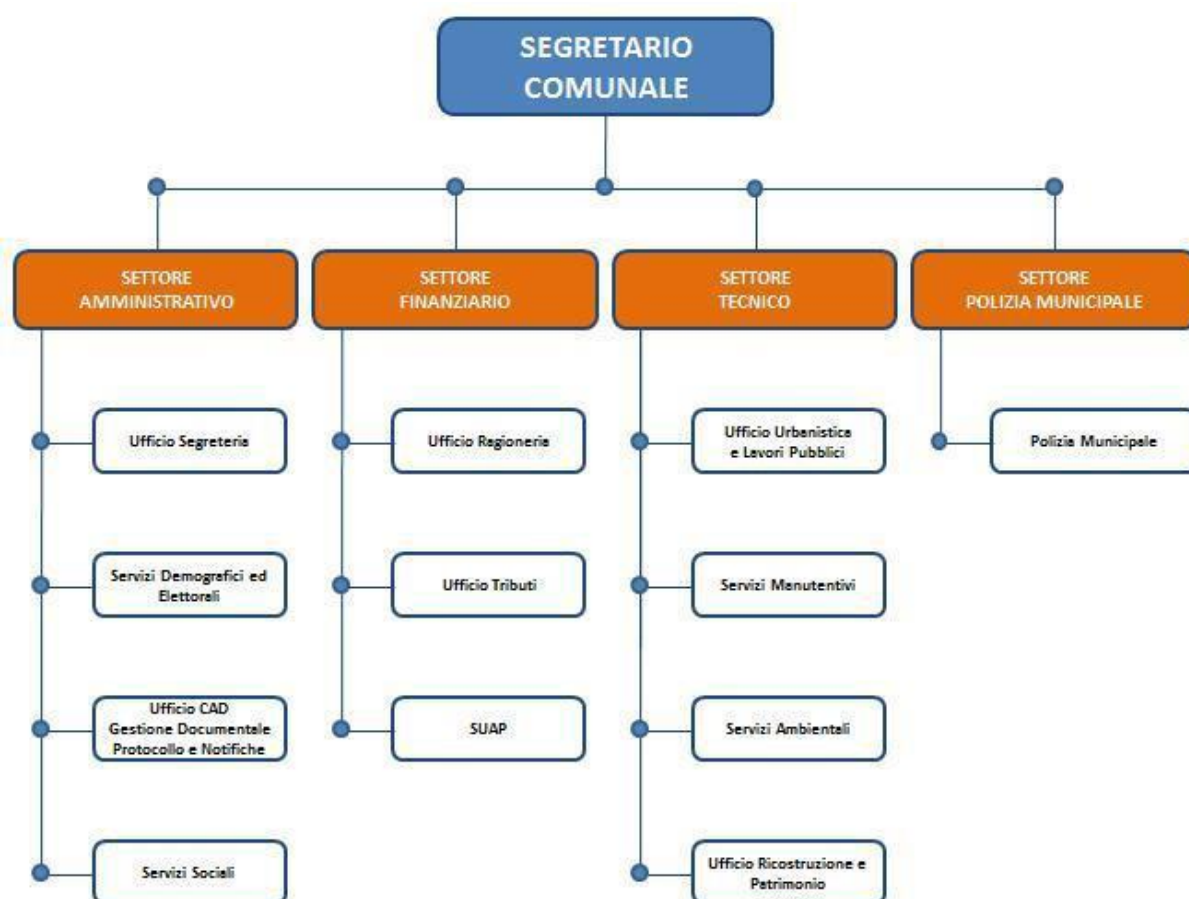 SEGRETARIO
COMUNALE
SETTORE
AMMINISTRATIVO
SETTORE
FINANZIARIO
SETTORE
TECNICO
SETTORE
POLIZIA MUNICIPALE
Ufficio Segreteria
Ufficio Ragioneria
Ufficio Urbanistica
e Lavori Pubblici
Polizia Municipale
Servizi Demografici ed
Elettorali
Ufficio Tributi
Servizi Manutentivi
Ufficio CAD
Gestione Documentale
Protocollo e Notifiche
SUAP
Servizi Ambientali
Servizi Sociali
Ufficio Ricostruzione e
Patrimonio